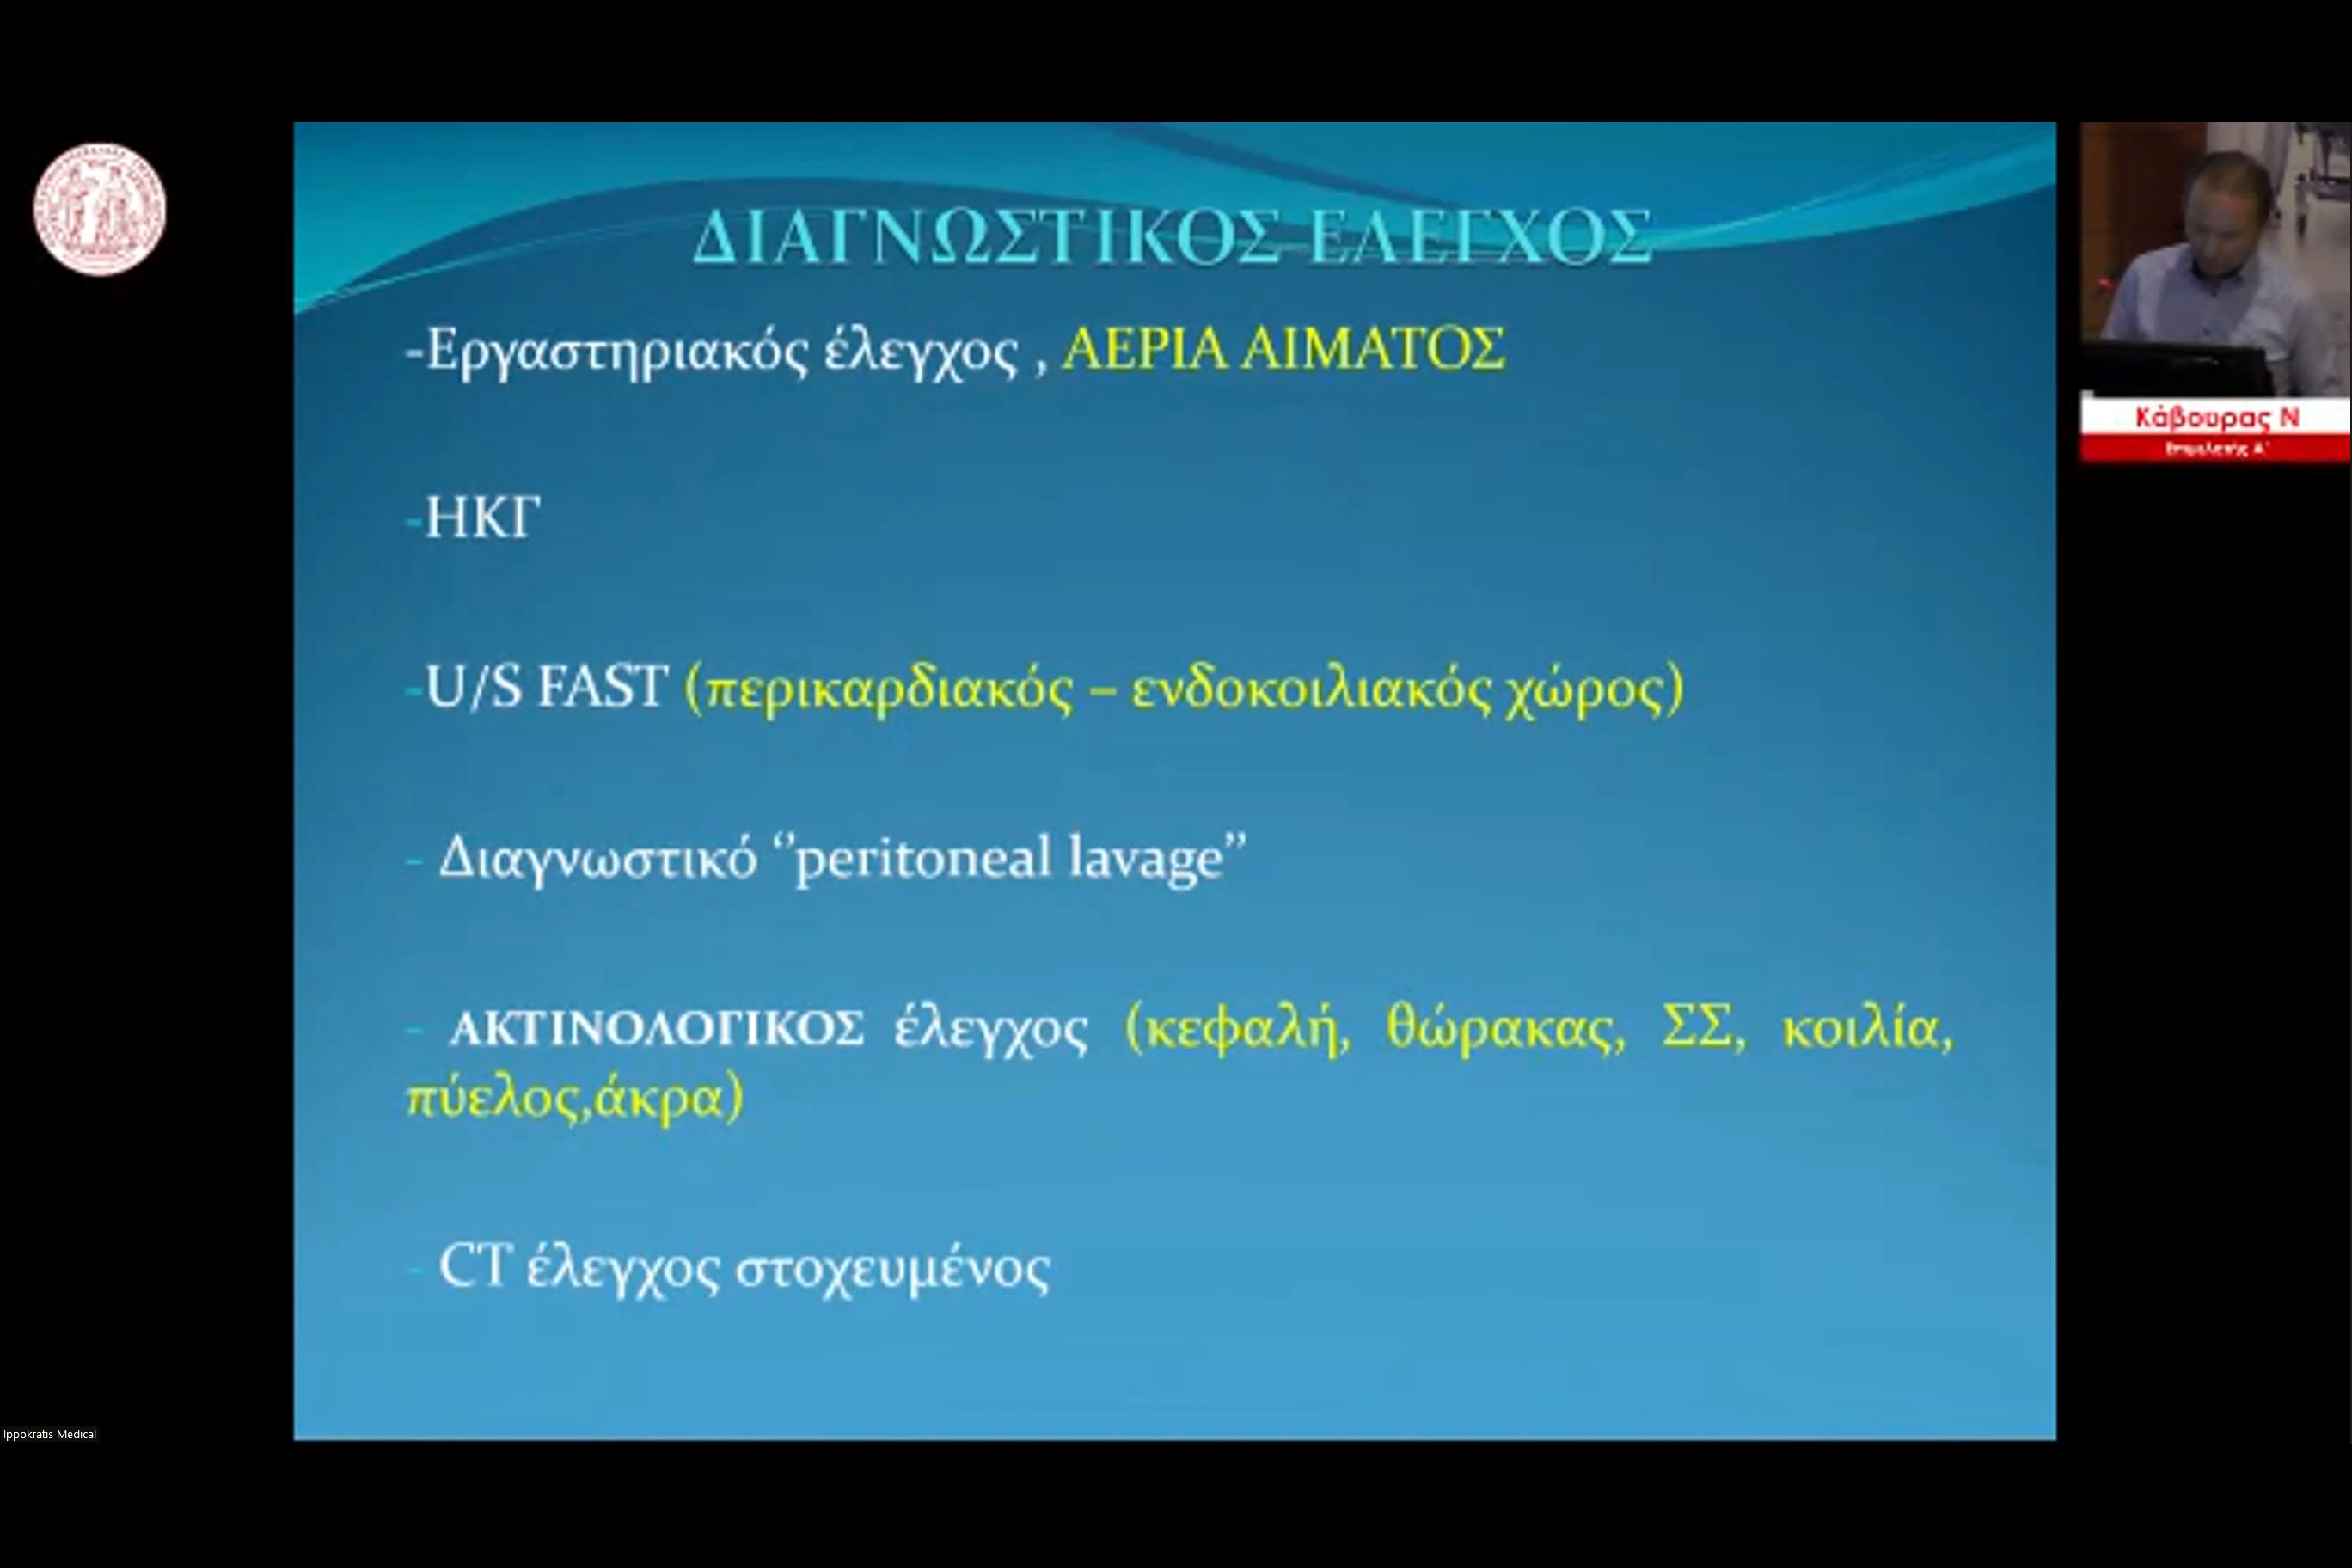 ΔΙΑΓΝΩΣΤΙΚΟΣ ΕΛΕΓΧΟΣ
-Εργαστηριακός έλεγχος , ΑΕΡΙΑ ΑΙΜΑΤΟΣ
-ΗΚΓ
-U/S FAST (περικαρδιακός – ενδοκοιλιακός χώρος)
- Διαγνωστικό ‘’peritoneal lavage’’
- ΑΚΤΙΝΟΛΟΓΙΚΟΣ έλεγχος (κεφαλή, θώρακας, ΣΣ, κοιλία,
πύελος,άκρα)
- CT έλεγχος στοχευμένος
Κάβουρας Ν
Επιμελητής Α'
Ippokratis Medical